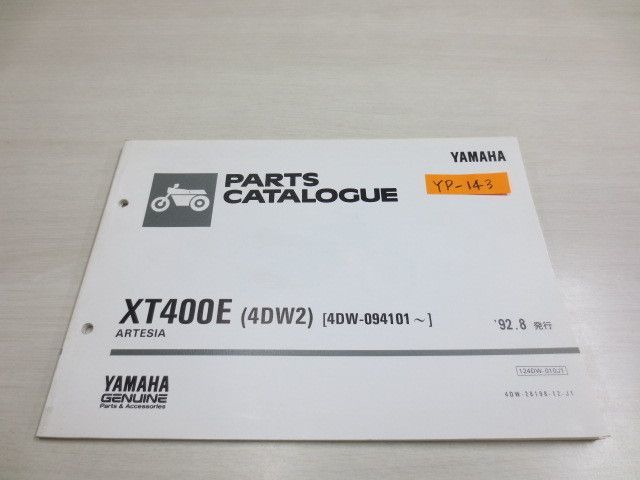 YAMAHA
PARTS
CATALOGUE
YP-143
XT400E (4DW2) [4DW-094101~]
ARTESIA
'92.8 発行
YAMAHA
GENUINE
Parts & Accessories
124DW-010J1
4DW-28198-12-J1